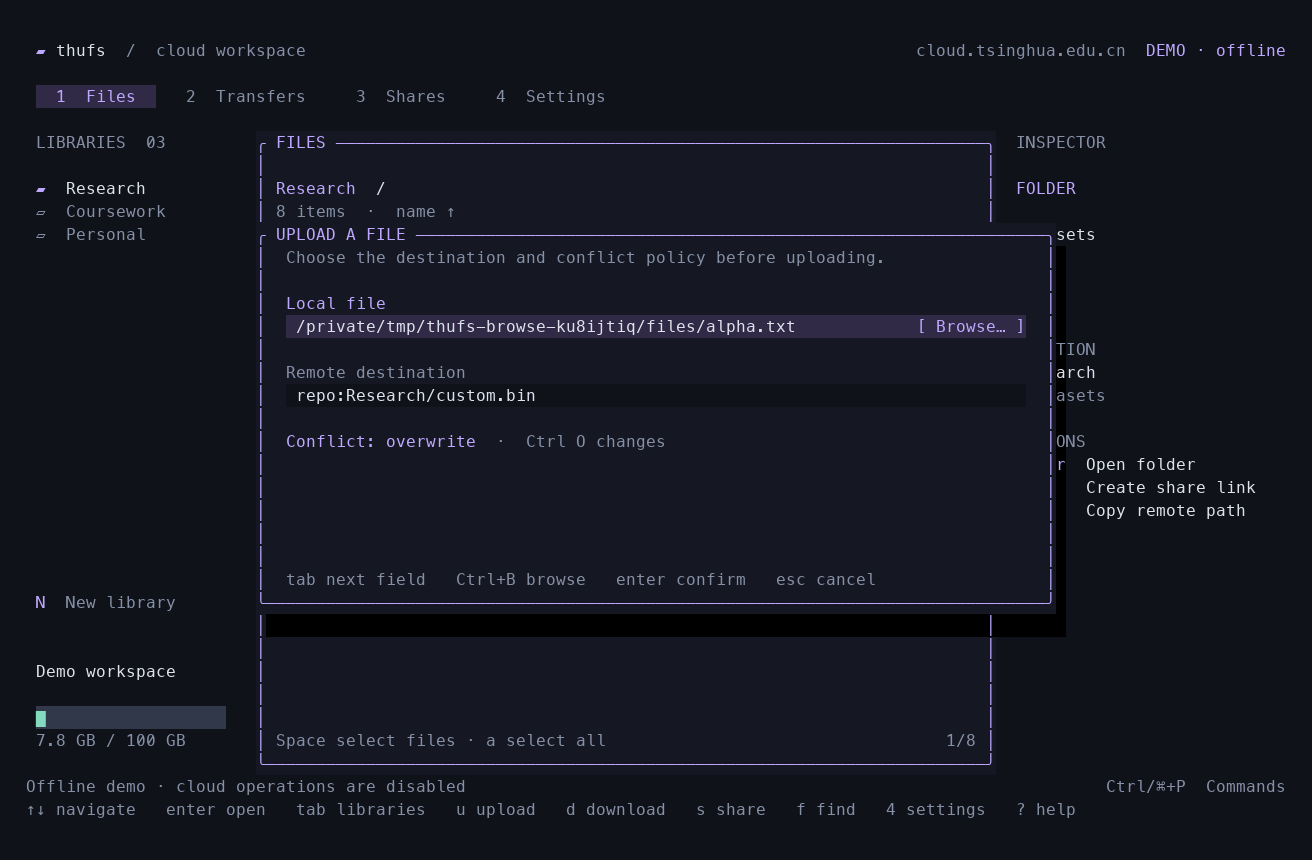 ▰ thufs / cloud workspace cloud.tsinghua.edu.cn DEMO · offline
1 Files 2 Transfers 3 Shares 4 Settings
LIBRARIES 03 FILES INSPECTOR
▰ Research Research / FOLDER
▱ Coursework 8 items · name ↑
▱ Personal UPLOAD A FILE sets
Choose the destination and conflict policy before uploading.
Local file
/private/tmp/thufs-browse-ku8ijtiq/files/alpha.txt [ Browse… ]
TION
Remote destination arch
repo:Research/custom.bin asets
Conflict: overwrite · Ctrl O changes ONS
r Open folder
Create share link
Copy remote path
tab next field Ctrl+B browse enter confirm esc cancel
N New library
Demo workspace
7.8 GB / 100 GB Space select files · a select all 1/8
Offline demo · cloud operations are disabled Ctrl/⌘+P Commands
↑↓ navigate enter open tab libraries u upload d download s share f find 4 settings ? help